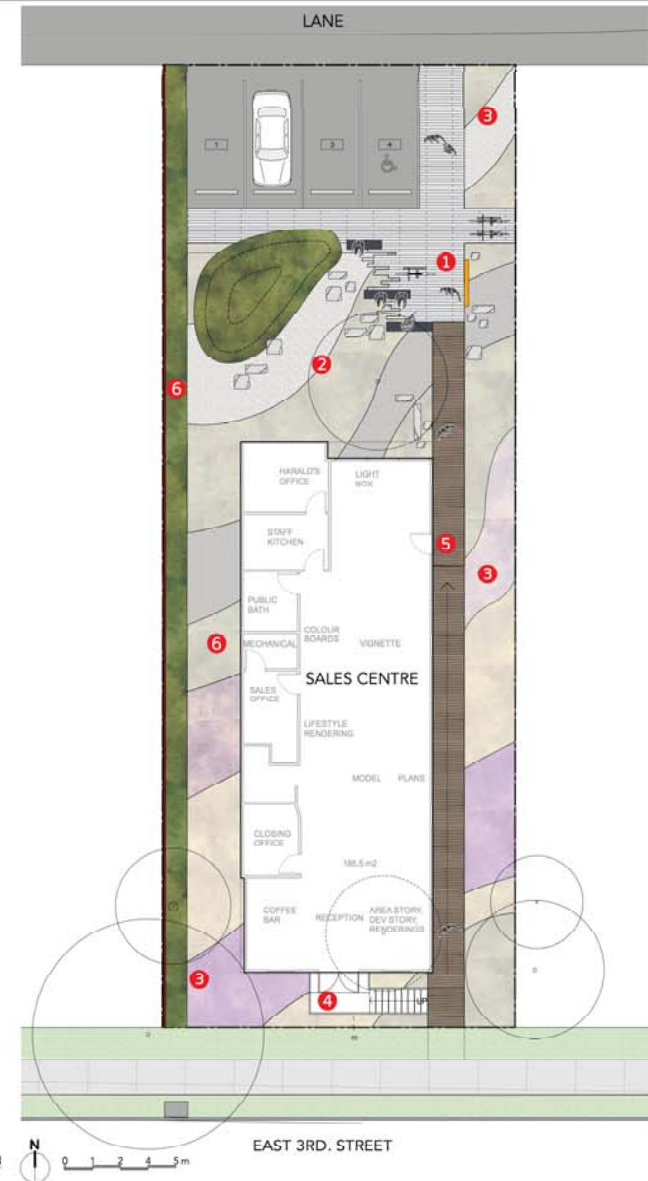 LANE
3
1
3
4
1
2
6
HARALD'S
OFFICE
LIGHT
BOX
STAFF
KITCHEN
5
3
PUBLIC
BATH
COLOUR
BOARDS
6
MECHANICAL
VIGNETTE
SALES CENTRE
SALES
OFFICE
LIFESTYLE
RENDERING
MODEL
PLANS
CLOSING
OFFICE
188.5 m2
COFFEE
BAR
RECEPTION
AREA STORY,
DEV STORY,
RENDERINGS
3
4
UP
EAST 3RD. STREET
N
0 1 2 4 5 m